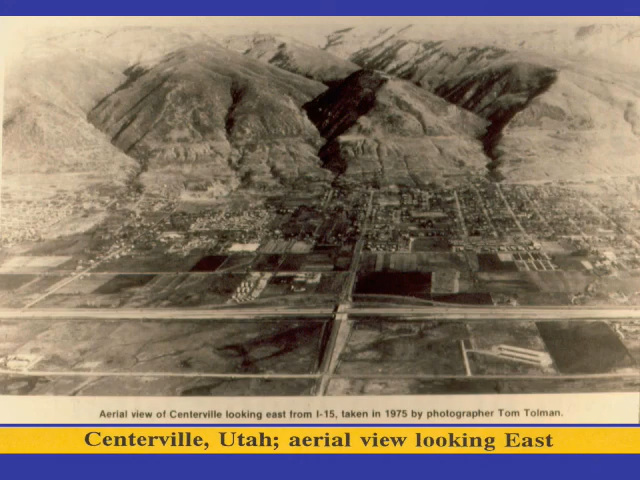 Aerial view of Centerville looking east from I-15, taken in 1975 by photographer Tom Tolman.
Centerville, Utah; aerial view looking East